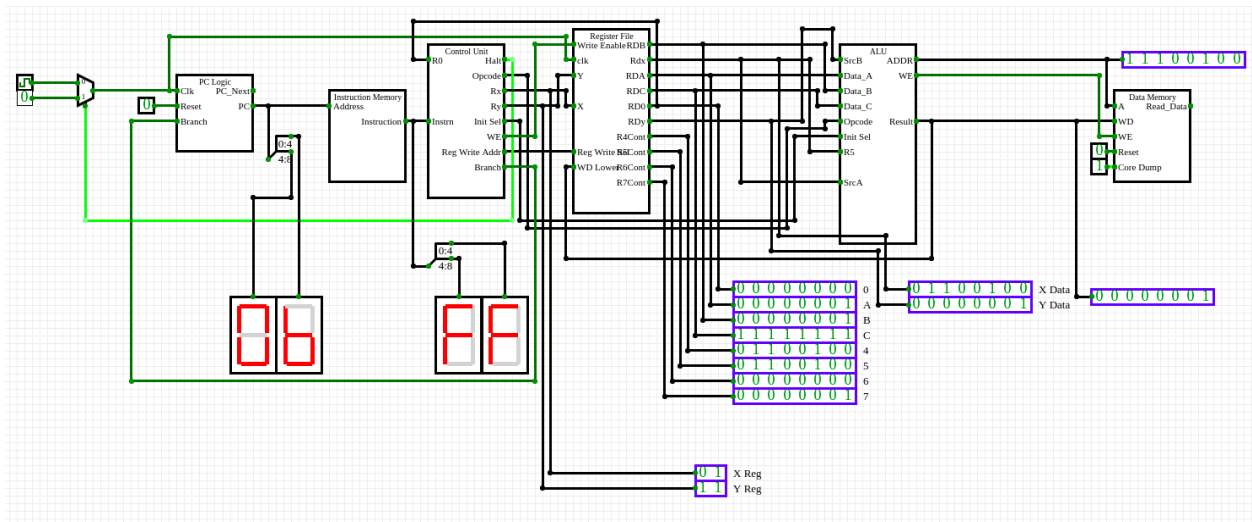 Register File
Control Unit
ALU
R0
Halt
Write Enable
RDB
SrcB
ADDR
1 1 1 0 0 1 0 0
Opcode
clk
Rdx
Data_A
WE
PC Logic
PC_Next
Rx
Y
RDA
Data_B
Clk
0
Instruction Memory
Data Memory
Reset
PC
Address
Ry
X
RDC
Data_C
A
Read_Data
0
Branch
Instruction
Instrn
Init Sel
RD0
Opcode
Result
WD
0:4
WE
RDy
Init Sel
WE
4:8
Reg Write Addr
Reg Write
R4Cont
R5
Reset
0
Branch
WD Lower
R6Cont
Core Dump
1
R7Cont
SrcA
0:4
4:8
0 0 0 0 0 0 0 0 0
0 1 1 0 0 1 0 0 X Data
0 0 0 0 0 0 0 1
0 0 0 0 0 0 0 1 A
0 0 0 0 0 0 0 1 Y Data
0 0 0 0 0 0 0 1 B
1 1 1 1 1 1 1 1 C
0 1 1 0 0 1 0 0 4
0 1 1 0 0 1 0 0 5
0 0 0 0 0 0 0 0 6
0 0 0 0 0 0 0 1 7
0 1 X Reg
1 1 Y Reg